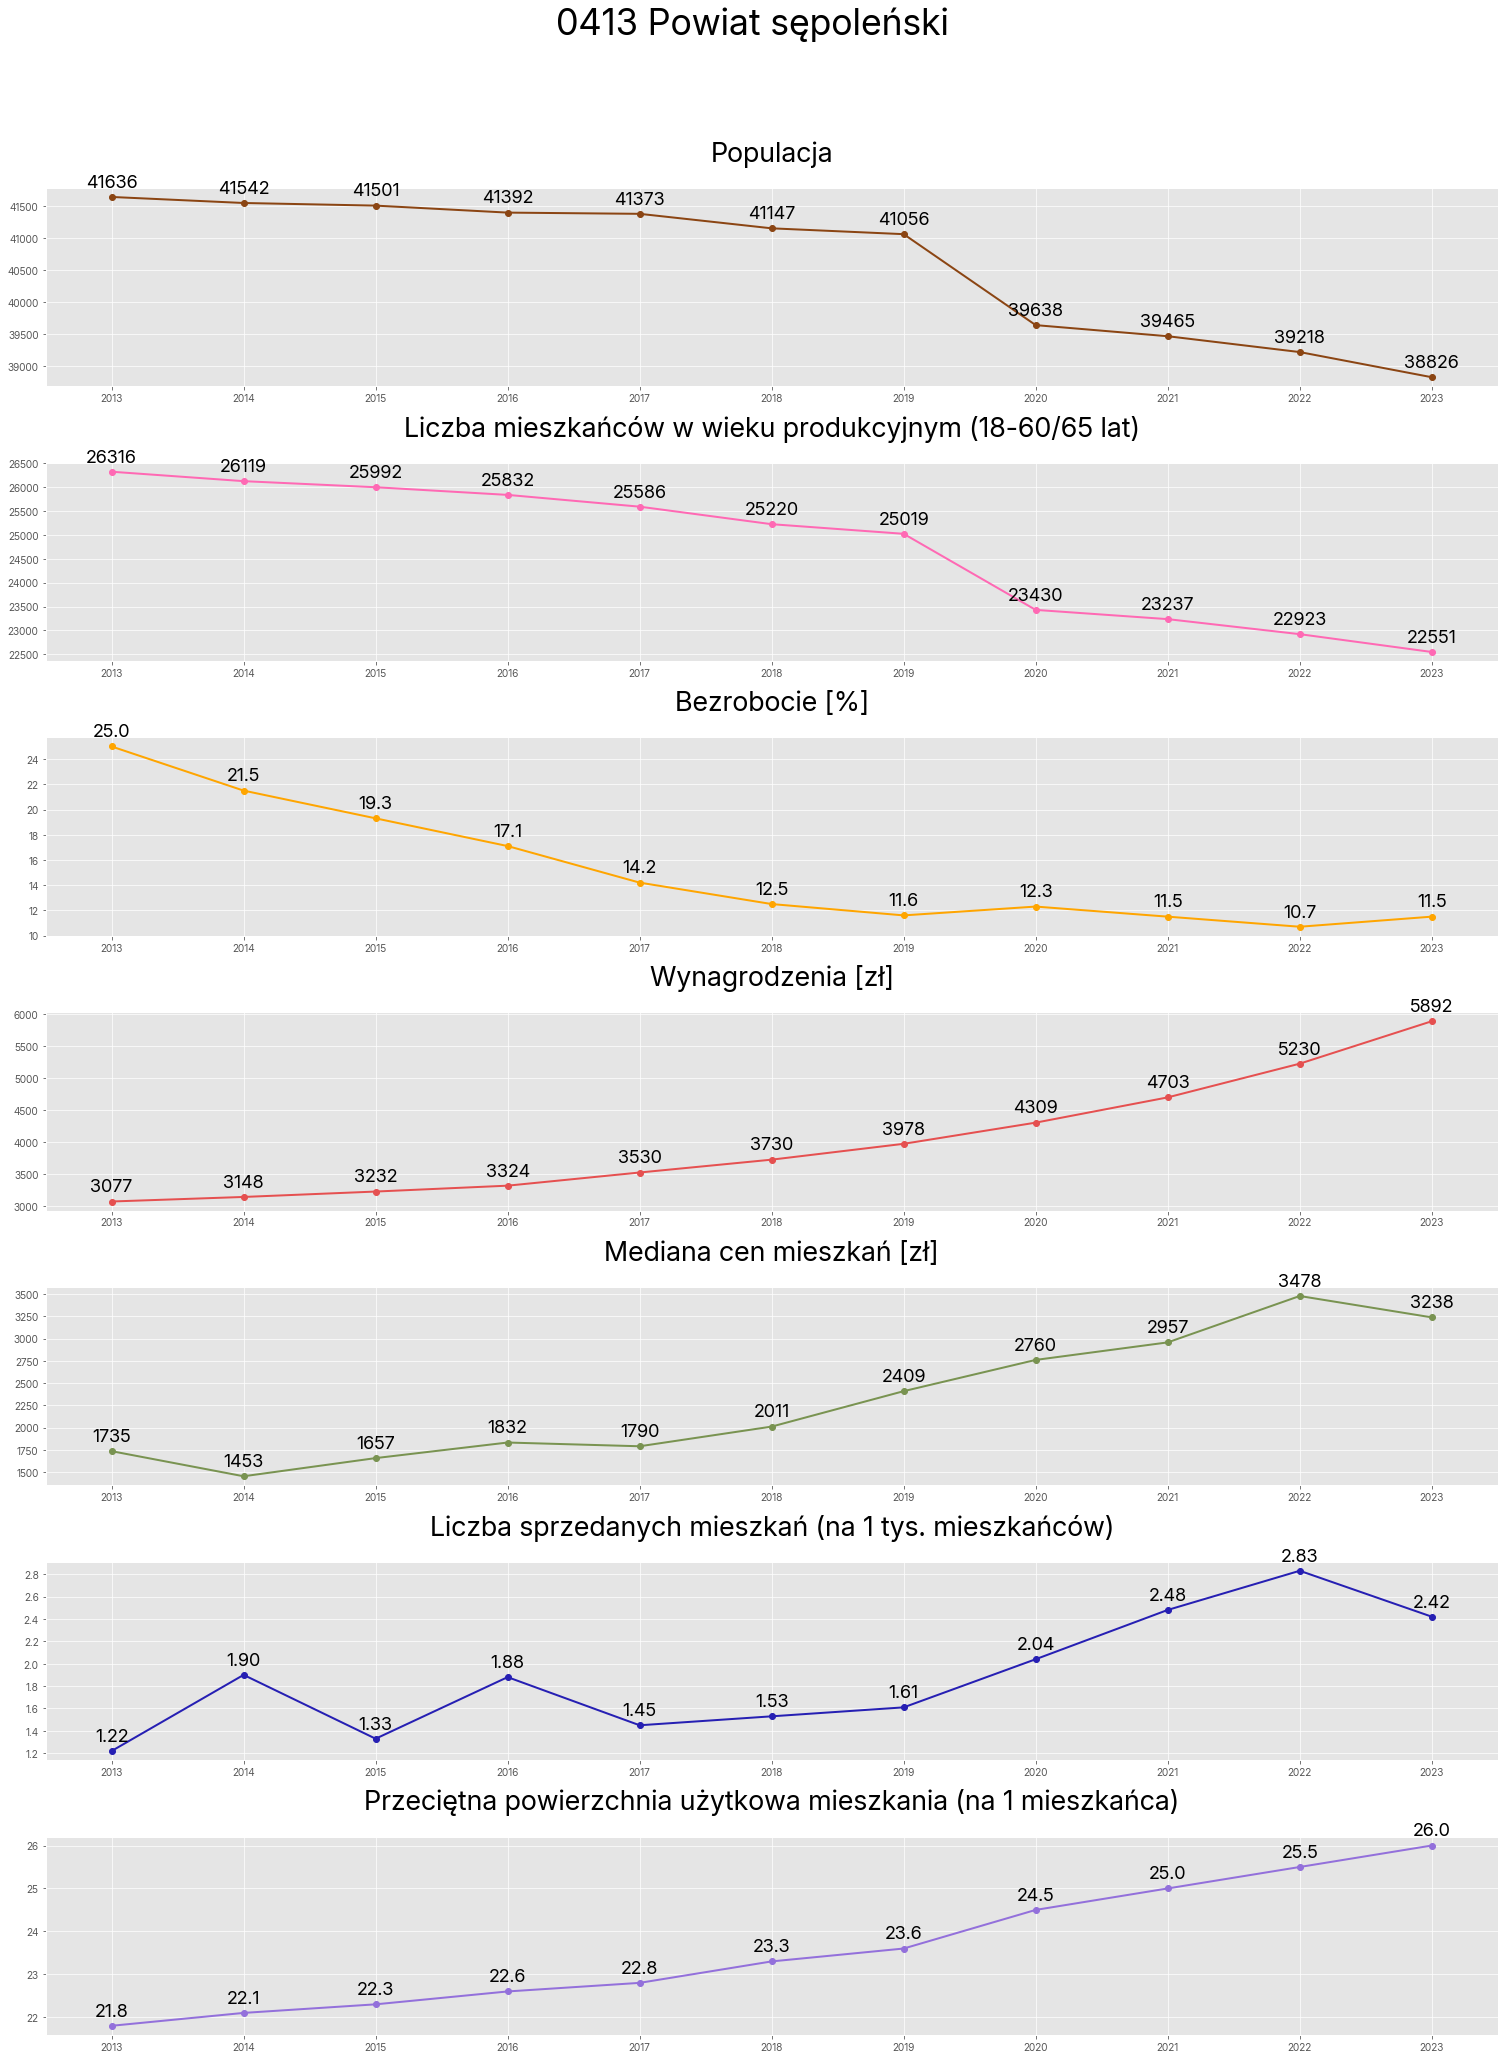 0413 Powiat sępoleński
Populacja
41636 41542 41501 41392 41373 41147 41056 39638 39465 39218 38826
41500
41000
40500
40000
39500
39000
2013 2014 2015 2016 2017 2018 2019 2020 2021 2022 2023
Liczba mieszkańców w wieku produkcyjnym (18-60/65 lat)
26316 26119 25992 25832 25586 25220 25019 23430 23237 22923 22551
26500
26000
25500
25000
24500
24000
23500
23000
22500
2013 2014 2015 2016 2017 2018 2019 2020 2021 2022 2023
Bezrobocie [%]
25.0 21.5 19.3 17.1 14.2 12.5 11.6 12.3 11.5 10.7 11.5
24
22
20
18
16
14
12
10
2013 2014 2015 2016 2017 2018 2019 2020 2021 2022 2023
Wynagrodzenia [zł]
3077 3148 3232 3324 3530 3730 3978 4309 4703 5230 5892
6000
5500
5000
4500
4000
3500
3000
2013 2014 2015 2016 2017 2018 2019 2020 2021 2022 2023
Mediana cen mieszkań [zł]
1735 1453 1657 1832 1790 2011 2409 2760 2957 3478 3238
3500
3250
3000
2750
2500
2250
2000
1750
1500
2013 2014 2015 2016 2017 2018 2019 2020 2021 2022 2023
Liczba sprzedanych mieszkań (na 1 tys. mieszkańców)
1.22 1.90 1.33 1.88 1.45 1.53 1.61 2.04 2.48 2.83 2.42
2.8
2.6
2.4
2.2
2.0
1.8
1.6
1.4
1.2
2013 2014 2015 2016 2017 2018 2019 2020 2021 2022 2023
Przeciętna powierzchnia użytkowa mieszkania (na 1 mieszkańca)
21.8 22.1 22.3 22.6 22.8 23.3 23.6 24.5 25.0 25.5 26.0
26
25
24
23
22
2013 2014 2015 2016 2017 2018 2019 2020 2021 2022 2023